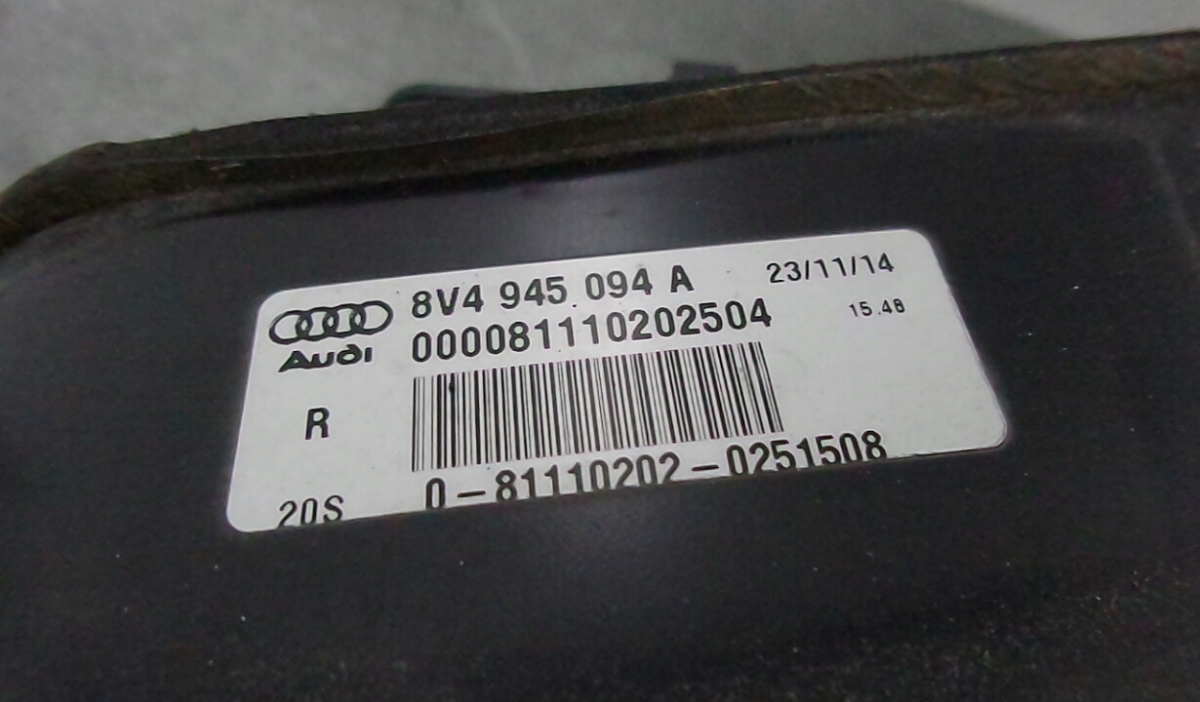 8V4 945 094 A
23/11/14
000081110202504
15.48
Audi
R
0-81110202-0251508
20S